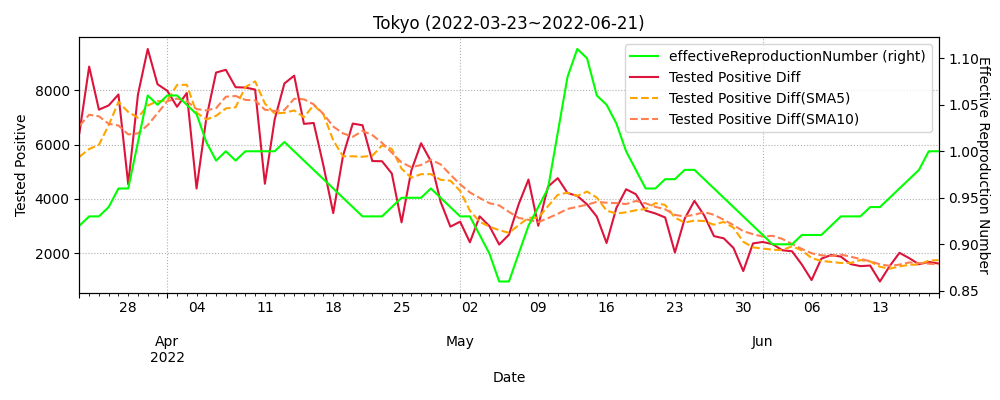 Tokyo (2022-03-23~2022-06-21)
effectiveReproductionNumber (right)
Tested Positive Diff
Tested Positive Diff(SMA5)
Tested Positive Diff(SMA10)
Tested Positive
8000
6000
4000
2000
Effective Reproduction Number
1.10
1.05
1.00
0.95
0.90
0.85
28 04 11 18 25 02 09 16 23 30 06 13
Apr May Jun
2022
Date